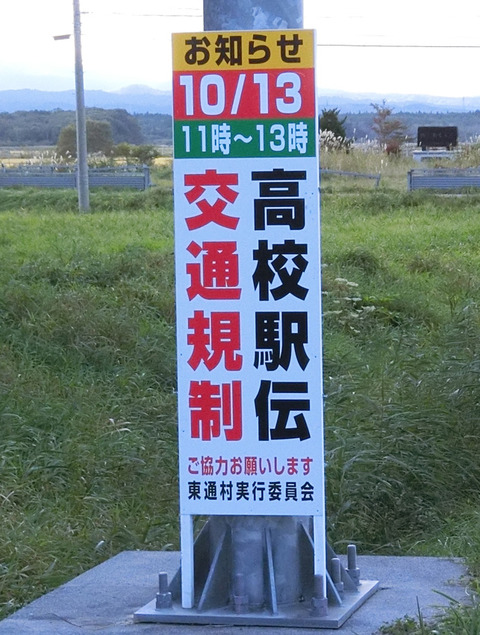 お知らせ
10/13
11時～13時
高校駅伝
交通規制
ご協力お願いします
東通村実行委員会